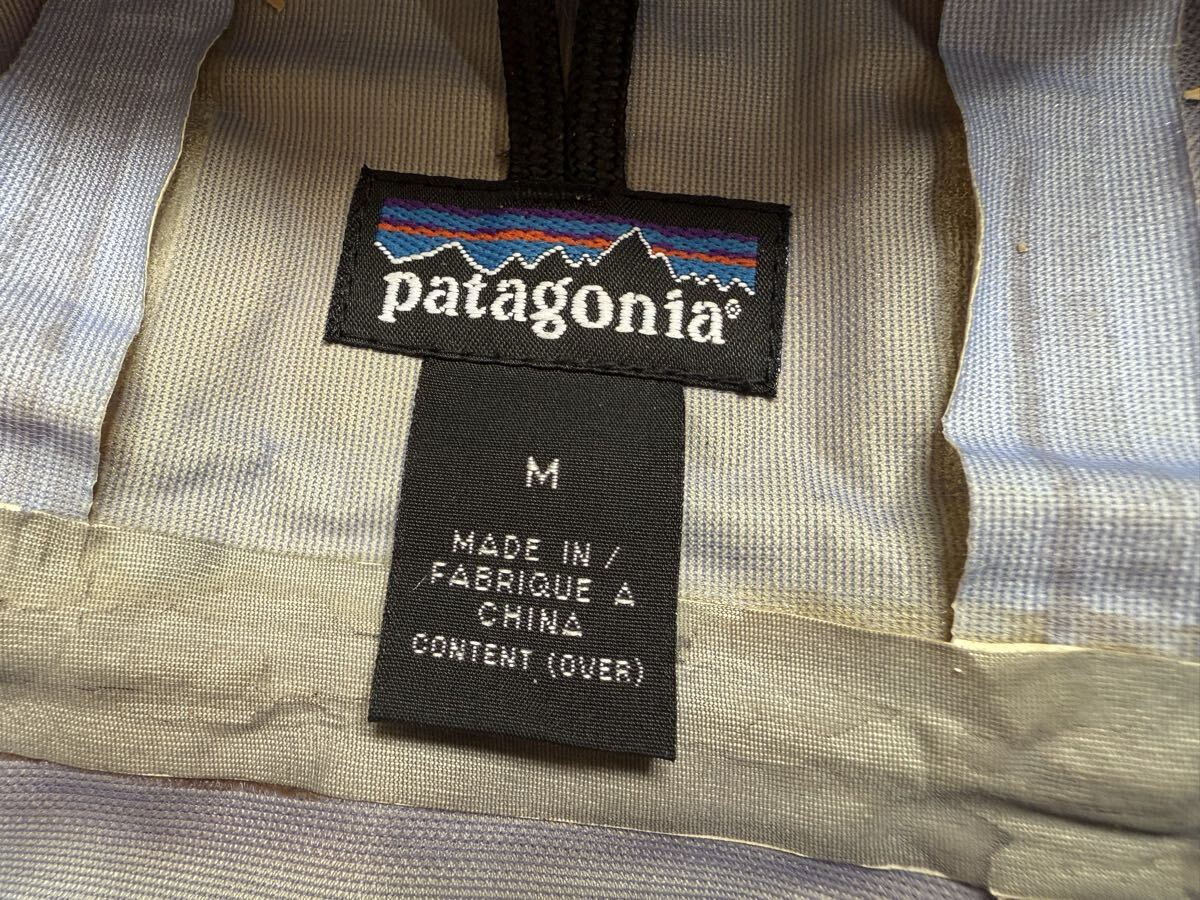 patagonia®
M
MADE IN /
FABRIQUE A
CHINA
CONTENT (OVER)